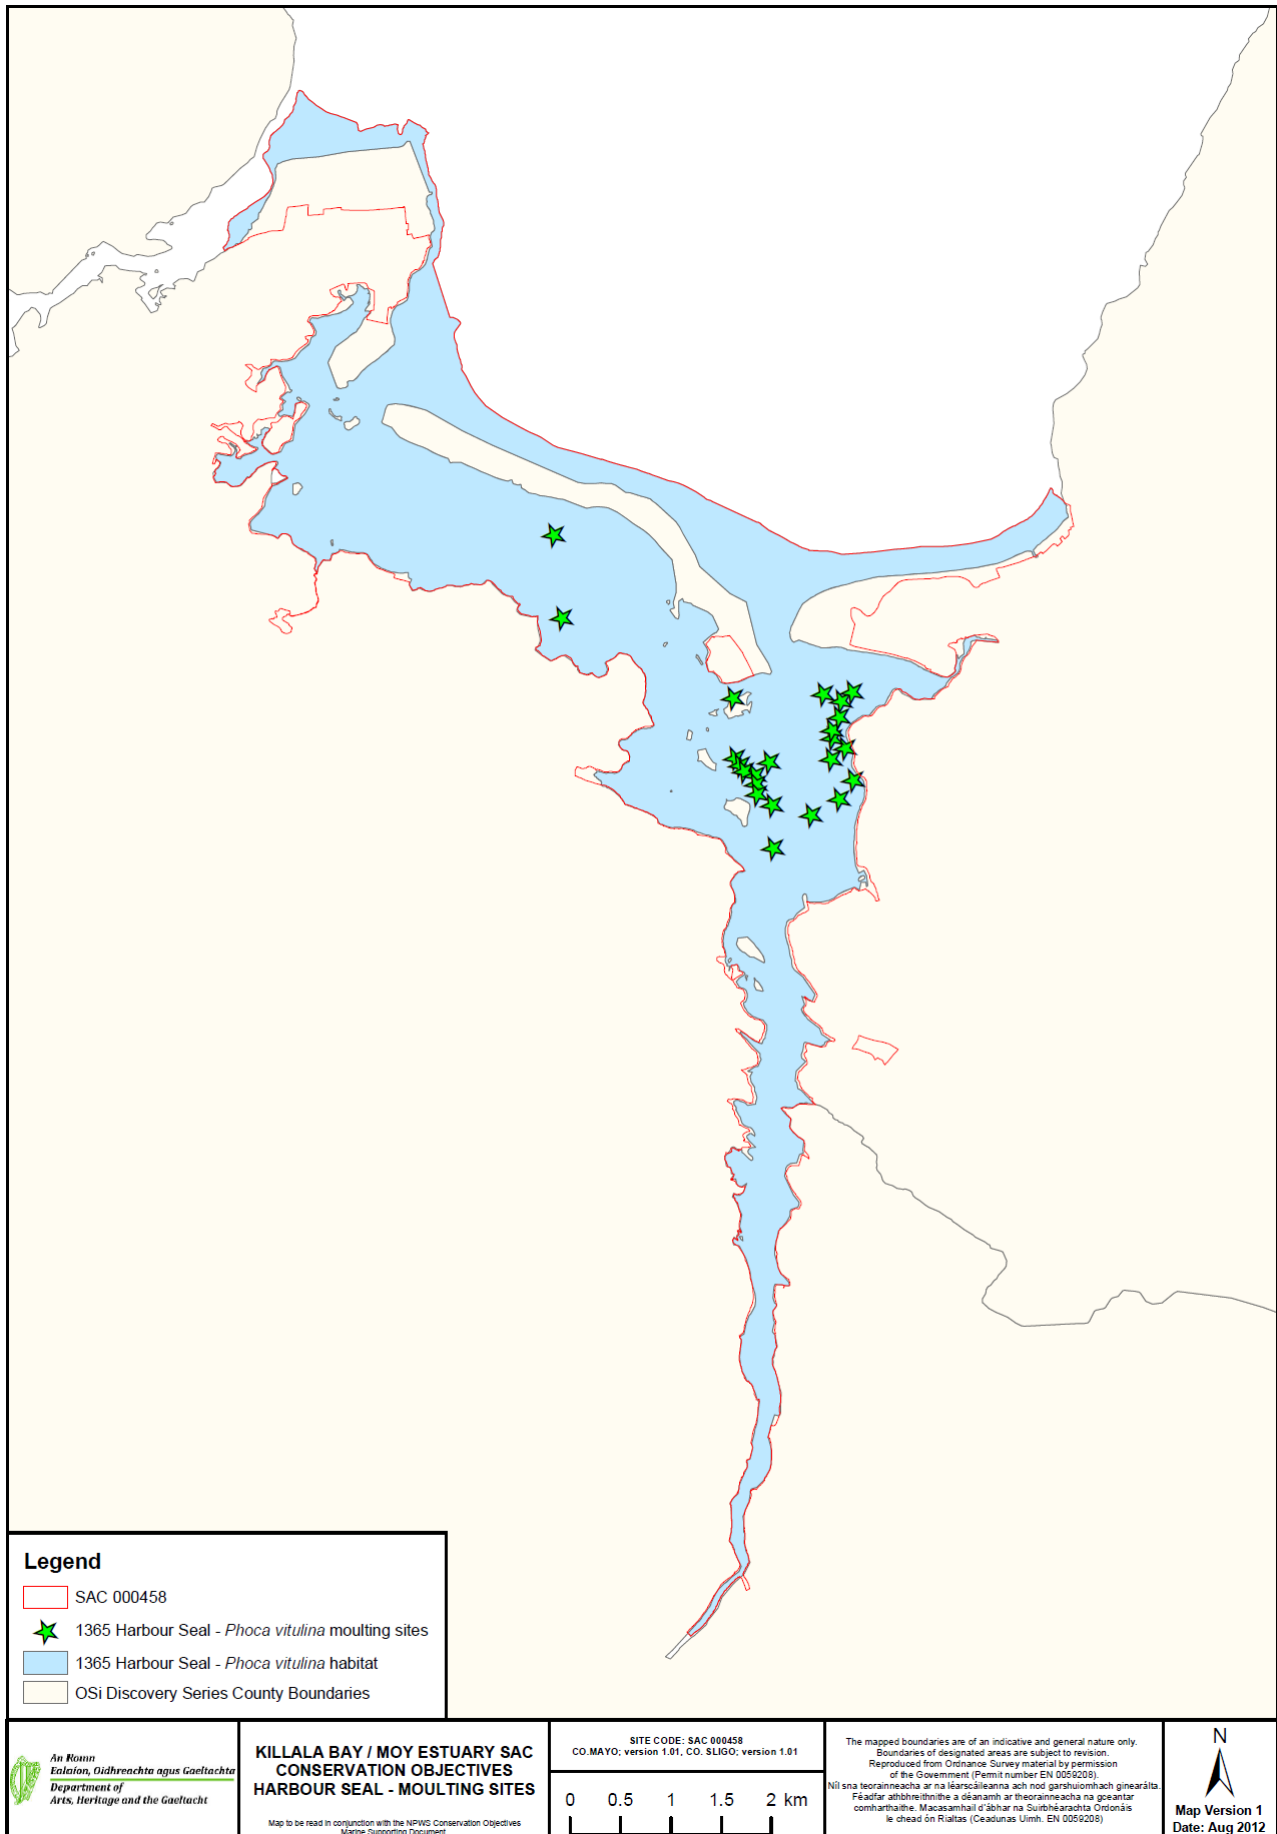 Legend
SAC 000458
1365 Harbour Seal - Phoca vitulina moulting sites
1365 Harbour Seal - Phoca vitulina habitat
OSi Discovery Series County Boundaries
An Roinn
Ealaíon, Oidhreachta agus Gaeltachta
Department of
Arts, Heritage and the Gaeltacht
KILLALA BAY / MOY ESTUARY SAC
CONSERVATION OBJECTIVES
HARBOUR SEAL - MOULTING SITES
Map to be read in conjunction with the NPWS Conservation Objectives
Marine Supporting Document
SITE CODE: SAC 000458
CO.MAYO; version 1.01, CO. SLIGO; version 1.01
0 0.5 1 1.5 2 km
The mapped boundaries are of an indicative and general nature only.
Boundaries of designated areas are subject to revision.
Reproduced from Ordnance Survey material by permission
of the Government (Permit number EN 0059208).
Níl sna teorainneacha ar na léarscáileanna ach nod garshuiomhach ginearálta.
Féadfar athbhreithnithe a déanamh ar theorainneacha na gceantar
comharthaithe. Macasamhail d'ábhar na Suirbhéarachta Ordonáis
le chead ón Rialtas (Ceadunas Uimh. EN 0059208)
N
Map Version 1
Date: Aug 2012